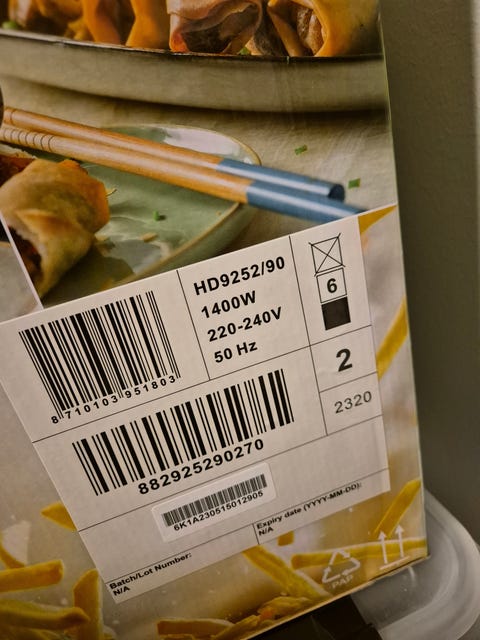 HD9252/90
1400W
220-240V
50 Hz
6
2
2320
8 710103 951803
882925290270
6K1A230515012905
Batch/Lot Number:
N/A
Expiry date (YYYY-MM-DD):
N/A
PAP